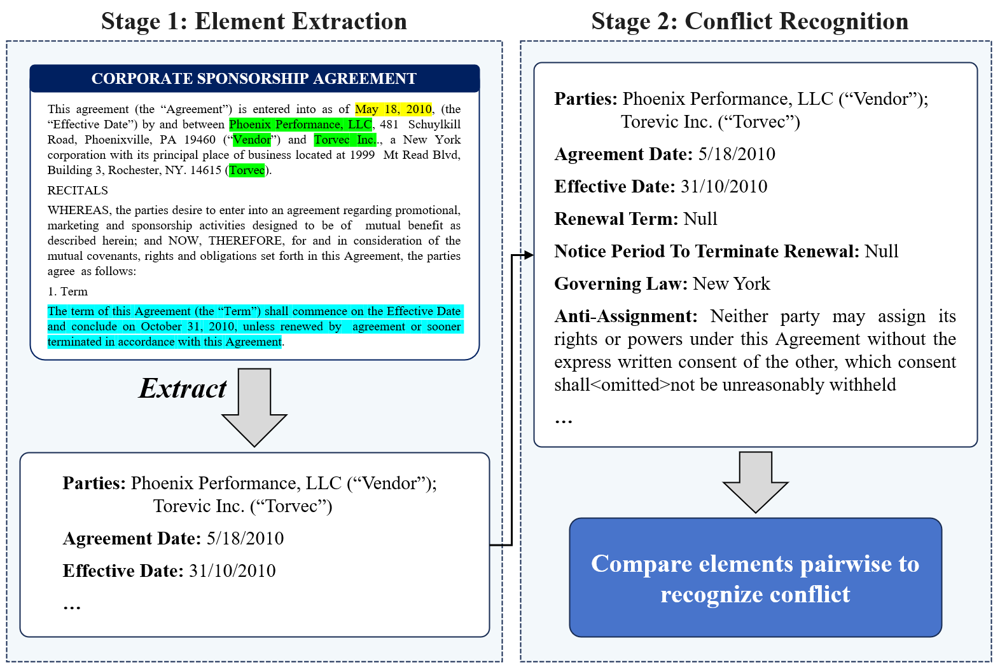 Stage 1: Element Extraction
CORPORATE SPONSORSHIP AGREEMENT
This agreement (the “Agreement”) is entered into as of May 18, 2010, (the
“Effective Date”) by and between Phoenix Performance, LLC, 481 Schuylkill
Road, Phoenixville, PA 19460 (“Vendor”) and Torvec Inc.., a New York
corporation with its principal place of business located at 1999 Mt Read Blvd,
Building 3, Rochester, NY. 14615 (Torvec).
RECITALS
WHEREAS, the parties desire to enter into an agreement regarding promotional,
marketing and sponsorship activities designed to be of mutual benefit as
described herein; and NOW, THEREFORE, for and in consideration of the
mutual covenants, rights and obligations set forth in this Agreement, the parties
agree as follows:
1. Term
The term of this Agreement (the “Term”) shall commence on the Effective Date
and conclude on October 31, 2010, unless renewed by agreement or sooner
terminated in accordance with this Agreement.
Extract
Parties: Phoenix Performance, LLC (“Vendor”);
Torevic Inc. (“Torvec”)
Agreement Date: 5/18/2010
Effective Date: 31/10/2010
...
Stage 2: Conflict Recognition
Parties: Phoenix Performance, LLC (“Vendor”);
Torevic Inc. (“Torvec”)
Agreement Date: 5/18/2010
Effective Date: 31/10/2010
Renewal Term: Null
Notice Period To Terminate Renewal: Null
Governing Law: New York
Anti-Assignment: Neither party may assign its
rights or powers under this Agreement without the
express written consent of the other, which consent
shall<omitted>not be unreasonably withheld
...
Compare elements pairwise to
recognize conflict